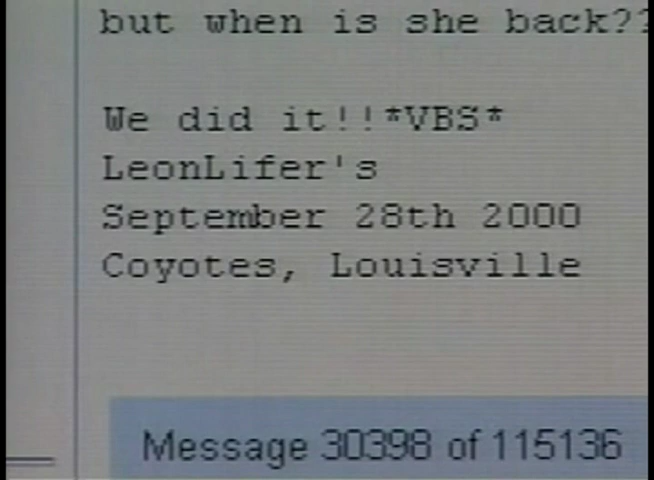 but when is she back??
We did it!!*VBS*
LeonLifer's
September 28th 2000
Coyotes, Louisville
Message 30398 of 115136